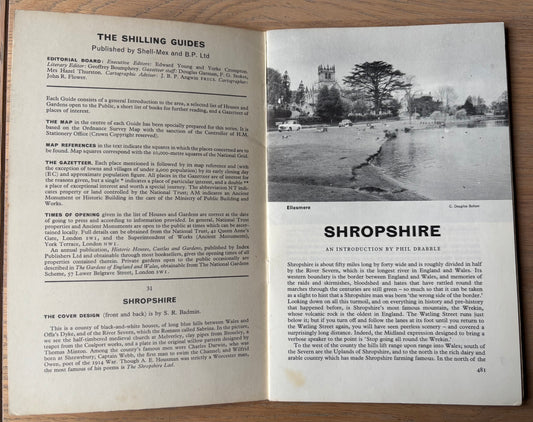 THE SHILLING GUIDES
Published by Shell-Mex and B.P. Ltd
EDITORIAL BOARD: Executive Editors: Edward Young and Yorke Crompton.
Literary Editor: Geoffrey Boumphrey. Gazetteer staff: Douglas Garman, P. G. Stokes,
Mrs Hazel Thurston. Cartographic Adviser: J. B. P. Angwin FRICS. Cartographer:
John R. Flower.
Each Guide consists of a general Introduction to the area, a selected list of Houses and
Gardens open to the Public, a short list of books for further reading, and a Gazetteer of
places of interest.
THE MAP in the centre of each Guide has been specially prepared for this series. It is
based on the Ordnance Survey Map with the sanction of the Controller of H.M.
Stationery Office (Crown Copyright reserved).
MAP REFERENCES in the text indicate the squares in which the places concerned are to
be found. Map squares correspond with the 10,000-metre squares of the National Grid.
THE GAZETTEER. Each place mentioned is followed by its map reference and (with
the exception of towns and villages of under 2,000 population) by its early closing day
(EC) and approximate population. All places in the Gazetteer are of interest for
the reasons given, but a single * indicates a place of particular interest, and a double **
a place of exceptional interest and worth a special journey. The abbreviation NT indi-
cates property or land controlled by the National Trust; AM indicates an Ancient
Monument or Historic Building in the care of the Ministry of Public Building and
Works.
TIMES OF OPENING given in the list of Houses and Gardens are correct at the date
of going to press and according to information provided. In general, National Trust
properties and Ancient Monuments are open to the public at times which can be ascer-
tained locally. Full details can be obtained from the National Trust, 42 Queen Anne's
Gate, London SW1, and the Superintendent of Works (Ancient Monuments),
York Terrace, London NW1.
An annual publication, Historic Houses, Castles and Gardens, published by Index
Publishers Ltd and obtainable through most booksellers, gives the opening times of all
properties contained therein. Private gardens open to the public occasionally are
described in The Gardens of England and Wales, obtainable from The National Gardens
Scheme, 57 Lower Belgrave Street, London SW1.
31
SHROPSHIRE
THE COVER DESIGN (front and back) is by S. R. Badmin.
This is a county of black-and-white houses, of long blue hills between Wales and
Offa's Dyke, and of the River Severn, which the Romans called Sabrina. In the picture,
we see the half-timbered medieval church at Melverley, clay pipes from Broseley, a
teapot from the Coalport works, and a plate in the original willow pattern designed by
Thomas Minton. Among the county's famous men were Charles Darwin, who was
born at Shrewsbury; Captain Webb, the first man to swim the Channel; and Wilfrid
Owen, poet of the 1914 War. Though A. E. Housman was strictly a Worcester man,
the most famous of his poems is The Shropshire Lad.
Ellesmere
C. Douglas Bolton
SHROPSHIRE
AN INTRODUCTION BY PHIL DRABBLE
Shropshire is about fifty miles long by forty wide and is roughly divided in half
by the River Severn, which is the longest river in England and Wales. Its
western boundary is the border between England and Wales, and memories of
the raids and skirmishes, bloodshed and hates that have rattled round the
marches through the centuries are still green — so much so that it can be taken
as a slight to hint that a Shropshire man was born 'the wrong side of the border.'
Looking down on all this turmoil, and on everything in history and pre-history
that happened before, is Shropshire's most famous mountain, the Wrekin,
whose volcanic rock is the oldest in England. The Watling Street runs just
below it; but if you turn off and follow the lanes at its foot until you return to
the Watling Street again, you will have seen peerless scenery — and covered a
surprisingly long distance. Indeed, the Midland expression designed to bring a
verbose speaker to the point is 'Stop going all round the Wrekin.'
To the west of the county the hills lift range upon range into Wales; south of
the Severn are the Uplands of Shropshire, and to the north is the rich dairy and
arable country which has made Shropshire farming famous. In the north of the
481